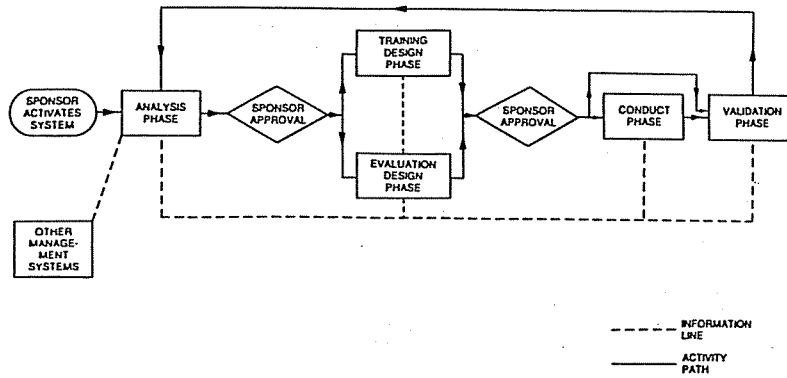 SPONSOR
ACTIVATES
SYSTEM
ANALYSIS
PHASE
SPONSOR
APPROVAL
TRAINING
DESIGN
PHASE
EVALUATION
DESIGN
PHASE
SPONSOR
APPROVAL
CONDUCT
PHASE
VALIDATION
PHASE
OTHER
MANAGE-
MENT
SYSTEMS
INFORMATION
LINE
ACTIVITY
PATH